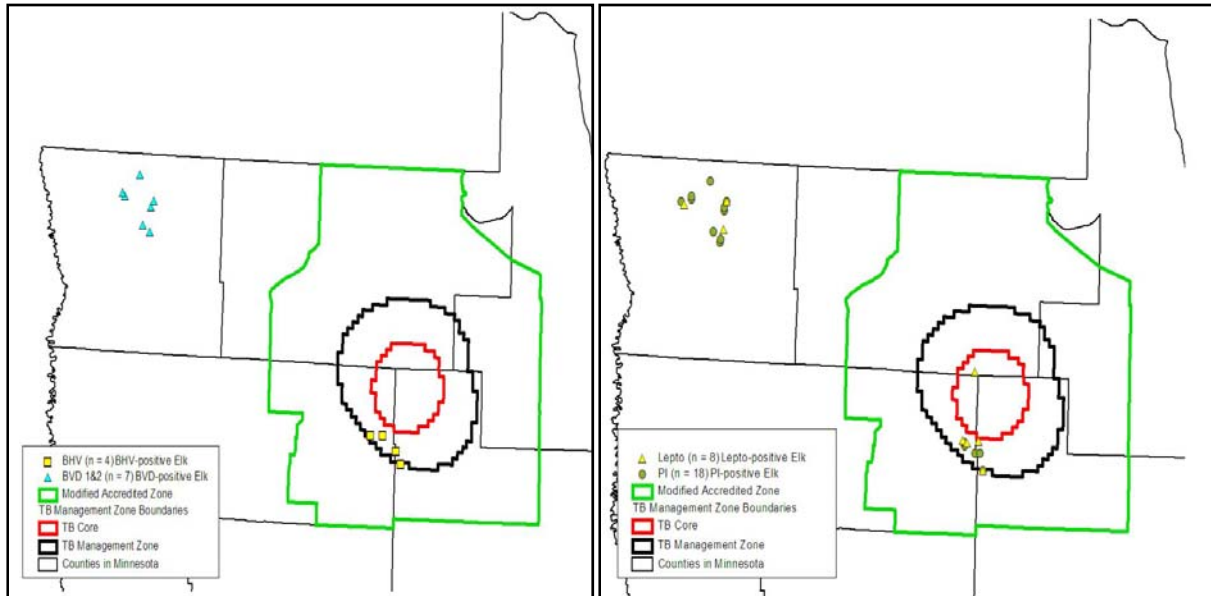 BHV (n = 4) BHV-positive Elk
BVD 1&2 (n = 7) BVD-positive Elk
Modified Accredited Zone
TB Management Zone Boundaries
TB Core
TB Management Zone
Counties in Minnesota
Lepto (n = 8) Lepto-positive Elk
PI (n = 18) PI-positive Elk
Modified Accredited Zone
TB Management Zone Boundaries
TB Core
TB Management Zone
Counties in Minnesota